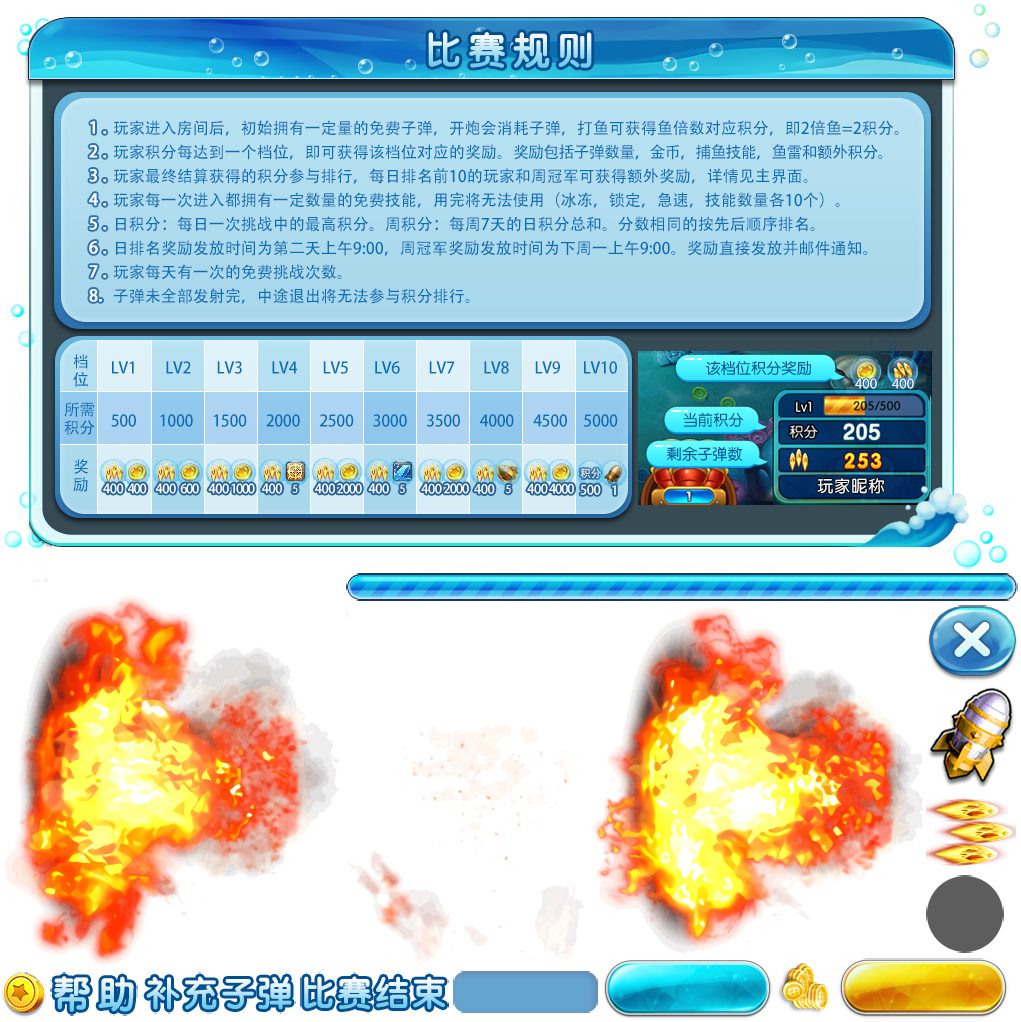 比赛规则
1。玩家进入房间后，初始拥有一定量的免费子弹，开炮会消耗子弹，打鱼可获得鱼倍数对应积分，即2倍鱼=2积分。
2。玩家积分每达到一个档位，即可获得该档位对应的奖励。奖励包括子弹数量，金币，捕鱼技能，鱼雷和额外积分。
3。玩家最终结算获得的积分参与排行，每日排名前10的玩家和周冠军可获得额外奖励，详情见主界面。
4。玩家每一次进入都拥有一定数量的免费技能，用完将无法使用（冰冻，锁定，急速，技能数量各10个）。
5。日积分：每日一次挑战中的最高积分。周积分：每周7天的日积分总和。分数相同的按先后顺序排名。
6。日排名奖励发放时间为第二天上午9:00，周冠军奖励发放时间为下周一上午9:00。奖励直接发放并邮件通知。
7。玩家每天有一次的免费挑战次数。
8。子弹未全部发射完，中途退出将无法参与积分排行。
档位 LV1 LV2 LV3 LV4 LV5 LV6 LV7 LV8 LV9 LV10
所需积分 500 1000 1500 2000 2500 3000 3500 4000 4500 5000
奖励 400 400 400 600 400 1000 400 5 400 2000 400 5 400 2000 400 5 400 4000 积分 500 1
该档位积分奖励 400 400
Lv1 205/500
当前积分 积分 205
剩余子弹数 253
1 玩家昵称
帮助 补充子弹 比赛结束